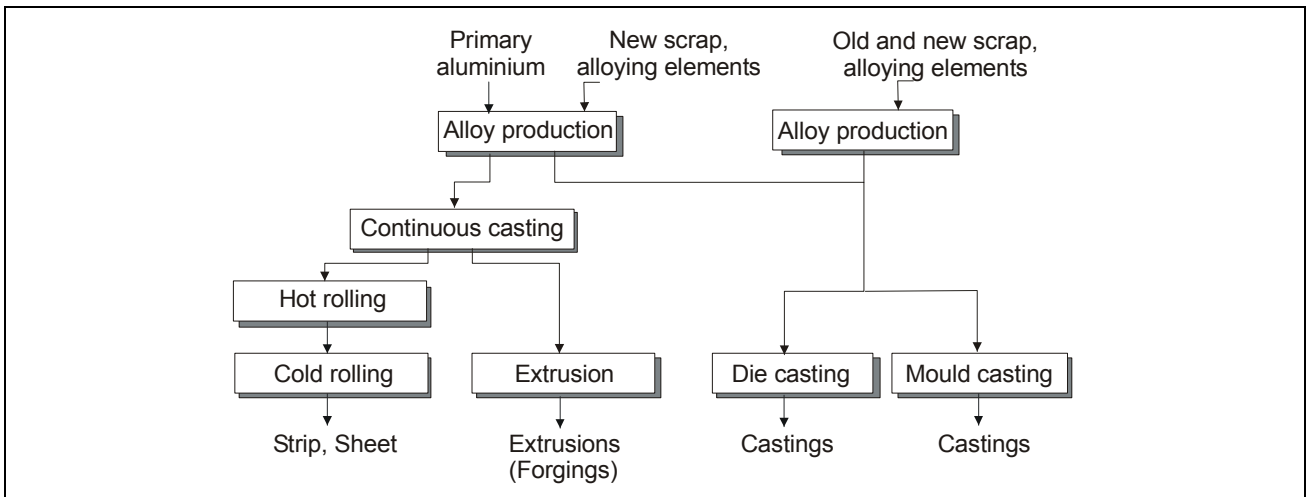 Primary
aluminium
New scrap,
alloying elements
Old and new scrap,
alloying elements
Alloy production
Alloy production
Continuous casting
Hot rolling
Cold rolling
Extrusion
Die casting
Mould casting
Strip, Sheet
Extrusions
(Forgings)
Castings
Castings